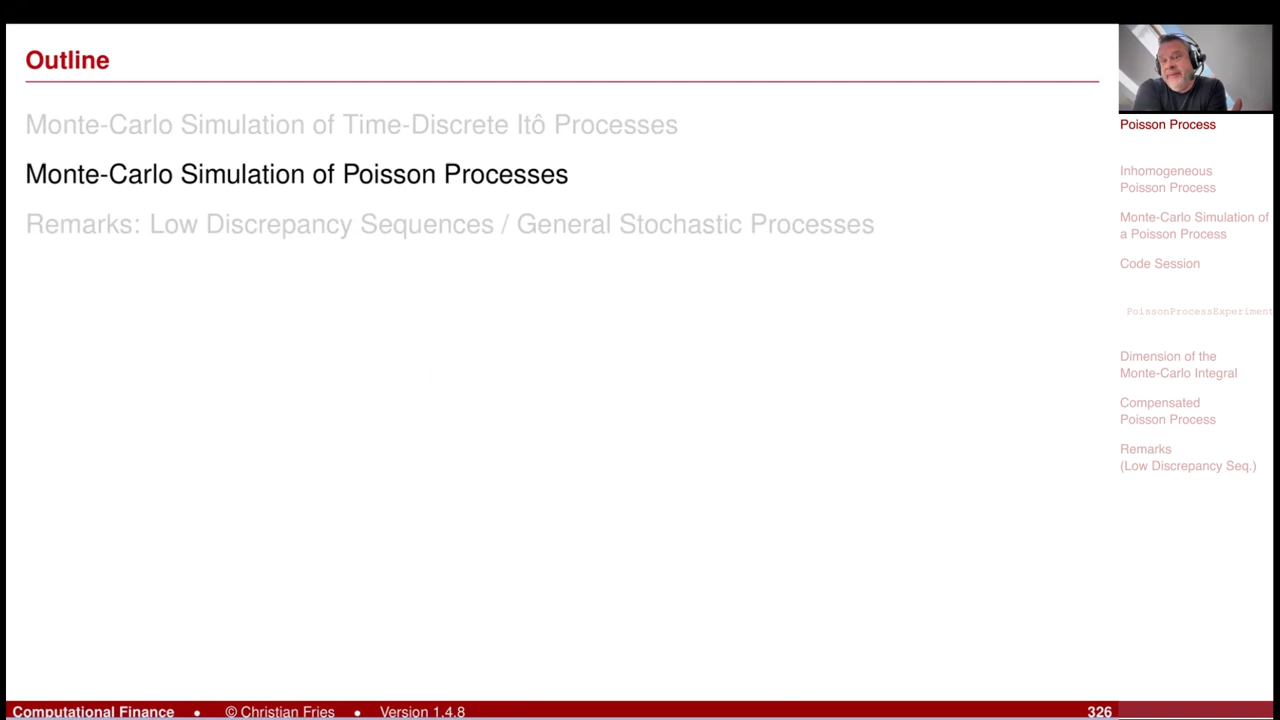 Outline
Monte-Carlo Simulation of Time-Discrete Itô Processes
Monte-Carlo Simulation of Poisson Processes
Remarks: Low Discrepancy Sequences / General Stochastic Processes
Poisson Process
Inhomogeneous
Poisson Process
Monte-Carlo Simulation of
a Poisson Process
Code Session
PoissonProcessExperiment
Dimension of the
Monte-Carlo Integral
Compensated
Poisson Process
Remarks
(Low Discrepancy Seq.)
Computational Finance • © Christian Fries • Version 1.4.8 326